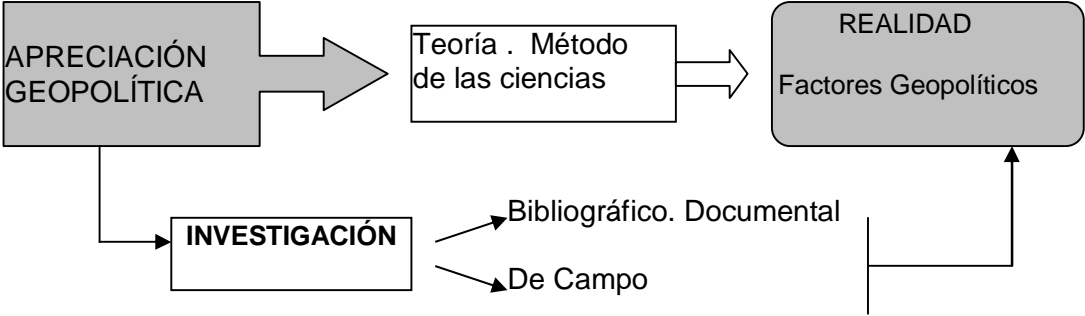 APRECIACIÓN
GEOPOLÍTICA
Teoría . Método
de las ciencias
REALIDAD
Factores Geopolíticos
INVESTIGACIÓN
Bibliográfico. Documental
De Campo